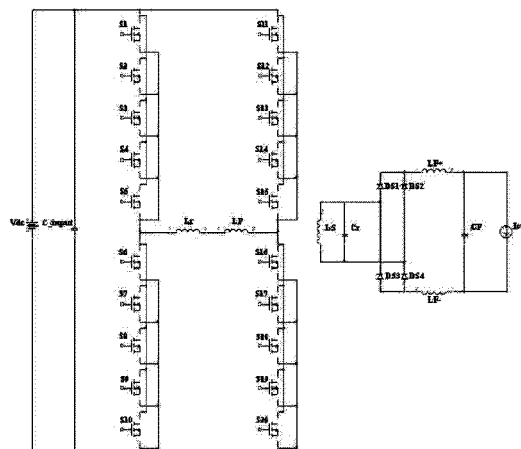 S1
S2
S3
S4
S5
S6
S7
S8
S9
S10
S11
S12
S13
S14
S15
S16
S17
S18
S19
S20
Vdc
C_input
Lr
LP
LS
Cr
DS1
DS2
DS3
DS4
LF+
LF-
CF